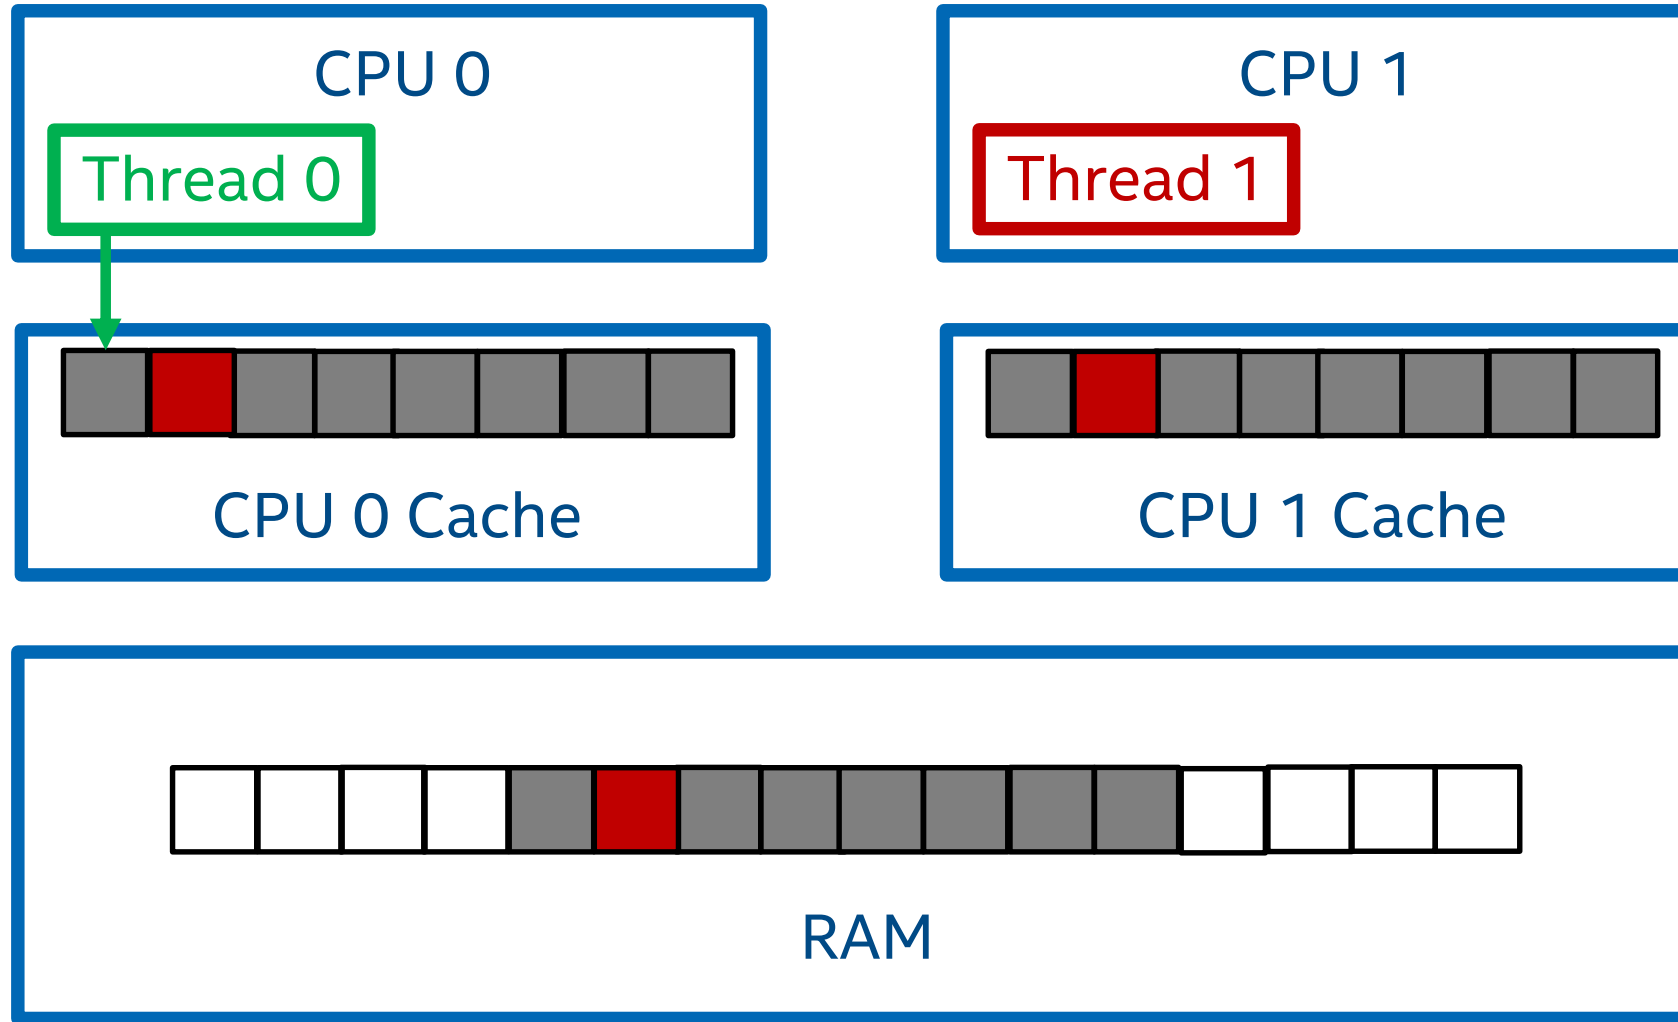 CPU 0
CPU 1
Thread 0
Thread 1
CPU 0 Cache
CPU 1 Cache
RAM